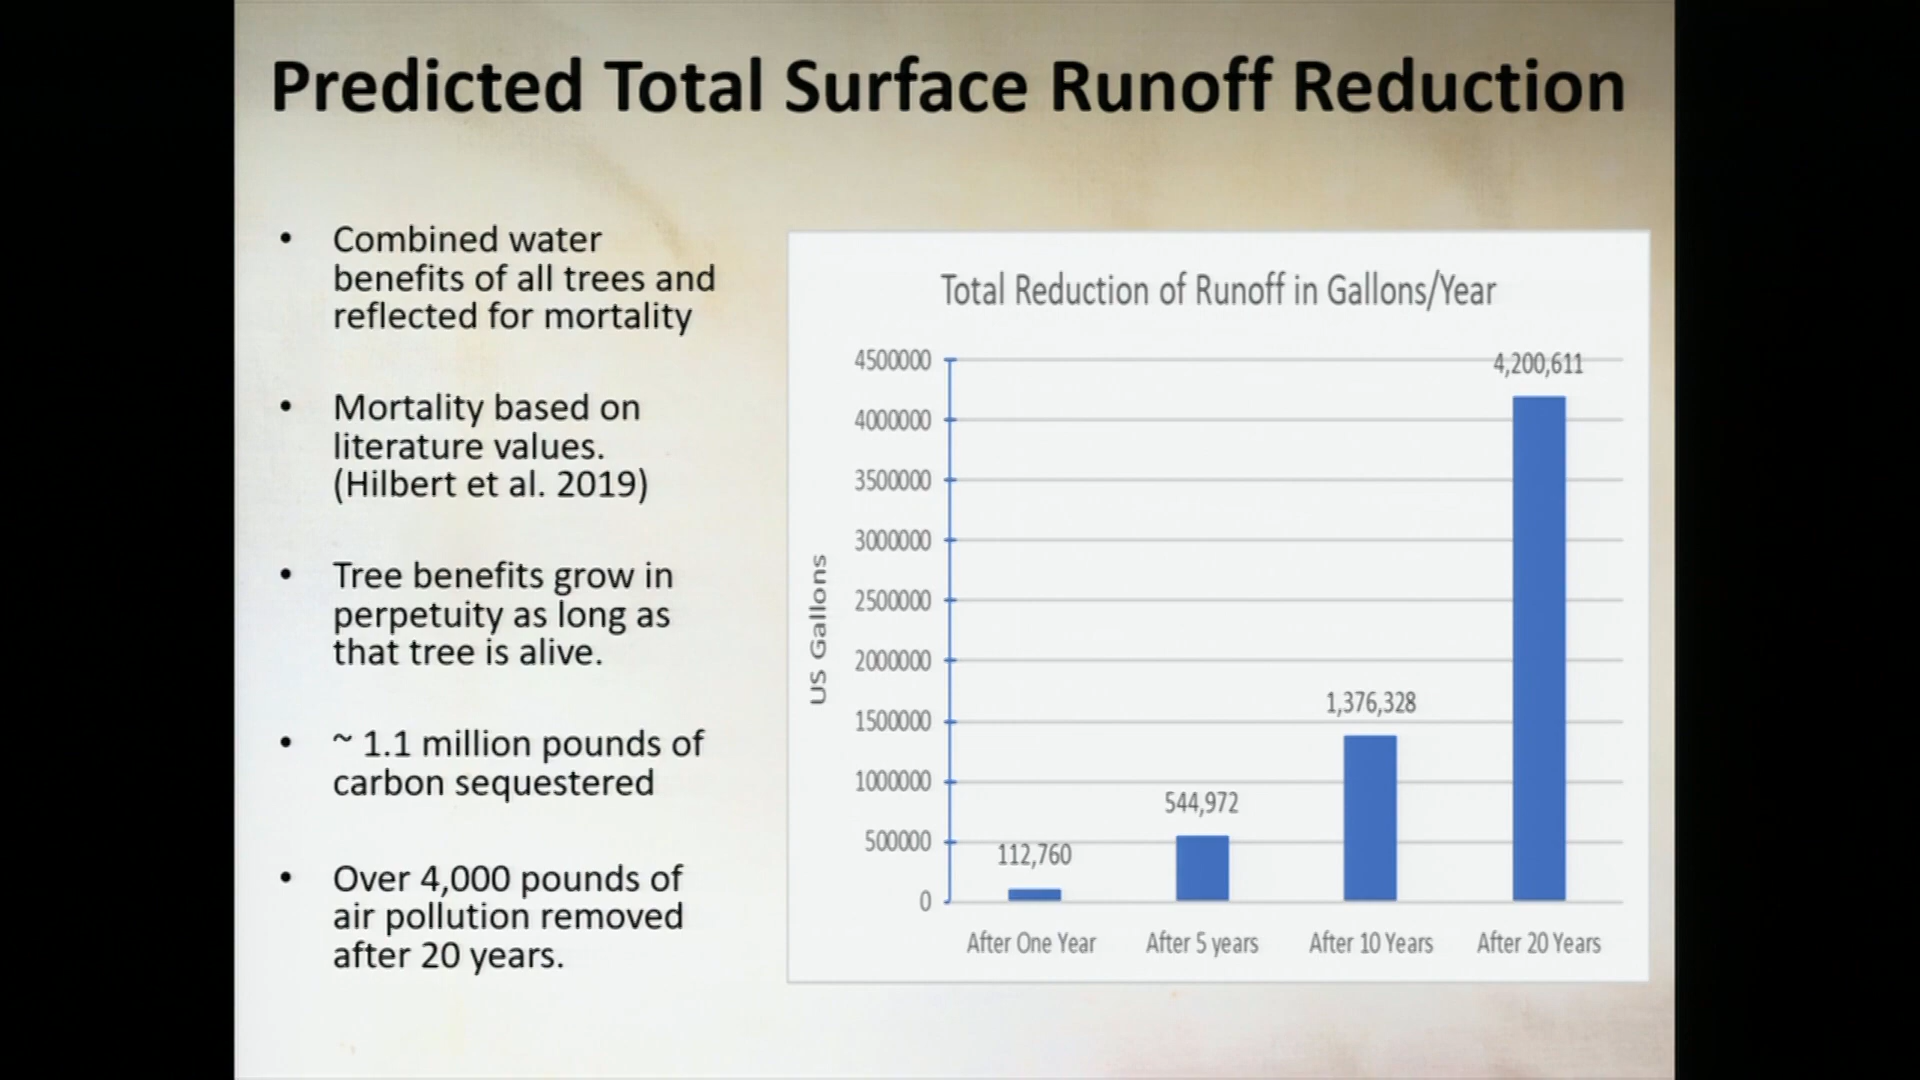 Predicted Total Surface Runoff Reduction
• Combined water
benefits of all trees and
reflected for mortality
• Mortality based on
literature values.
(Hilbert et al. 2019)
• Tree benefits grow in
perpetuity as long as
that tree is alive.
• ~ 1.1 million pounds of
carbon sequestered
• Over 4,000 pounds of
air pollution removed
after 20 years.
Total Reduction of Runoff in Gallons/Year
US Gallons
4500000
4000000
3500000
3000000
2500000
2000000
1500000
1000000
500000
0
112,760
544,972
1,376,328
4,200,611
After One Year
After 5 years
After 10 Years
After 20 Years